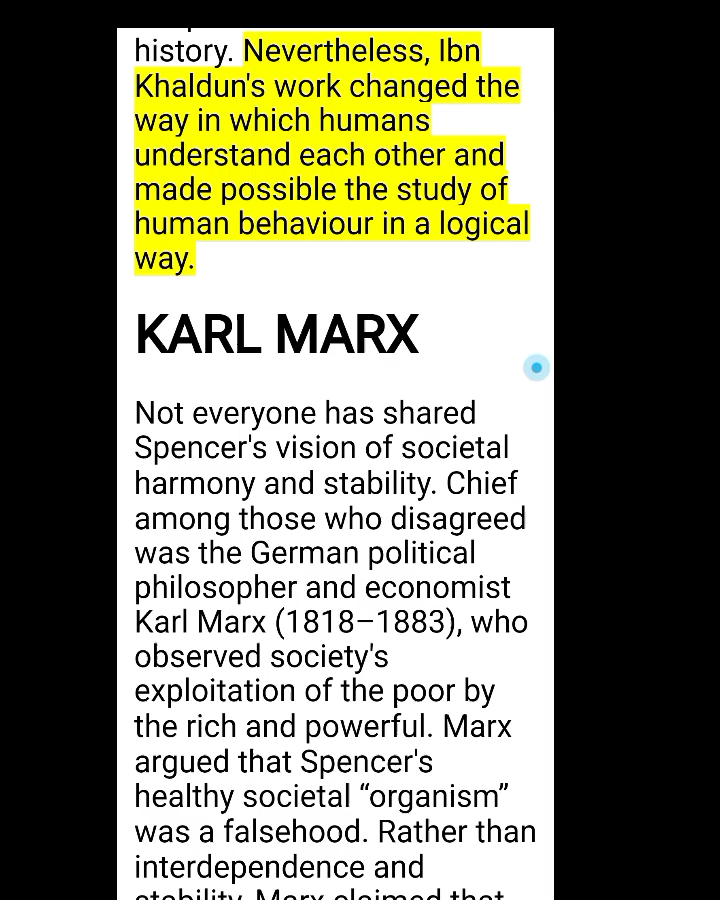 history. Nevertheless, Ibn
Khaldun's work changed the
way in which humans
understand each other and
made possible the study of
human behaviour in a logical
way.
KARL MARX
Not everyone has shared
Spencer's vision of societal
harmony and stability. Chief
among those who disagreed
was the German political
philosopher and economist
Karl Marx (1818–1883), who
observed society's
exploitation of the poor by
the rich and powerful. Marx
argued that Spencer's
healthy societal “organism”
was a falsehood. Rather than
interdependence and
stability, Marx claimed that